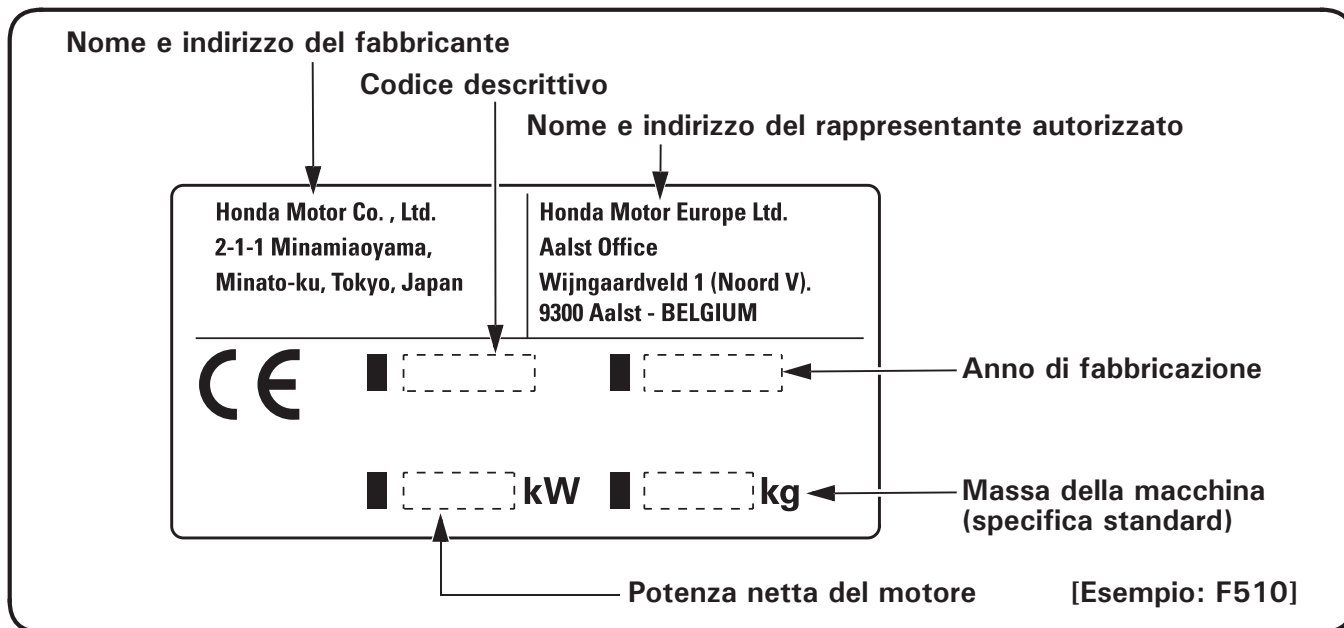 Nome e indirizzo del fabbricante
Codice descrittivo
Nome e indirizzo del rappresentante autorizzato
Honda Motor Co. , Ltd.
2-1-1 Minamiaoyama,
Minato-ku, Tokyo, Japan
Honda Motor Europe Ltd.
Aalst Office
Wijngaardveld 1 (Noord V).
9300 Aalst - BELGIUM
CE
Anno di fabbricazione
kW
kg
Massa della macchina
(specifica standard)
Potenza netta del motore
[Esempio: F510]